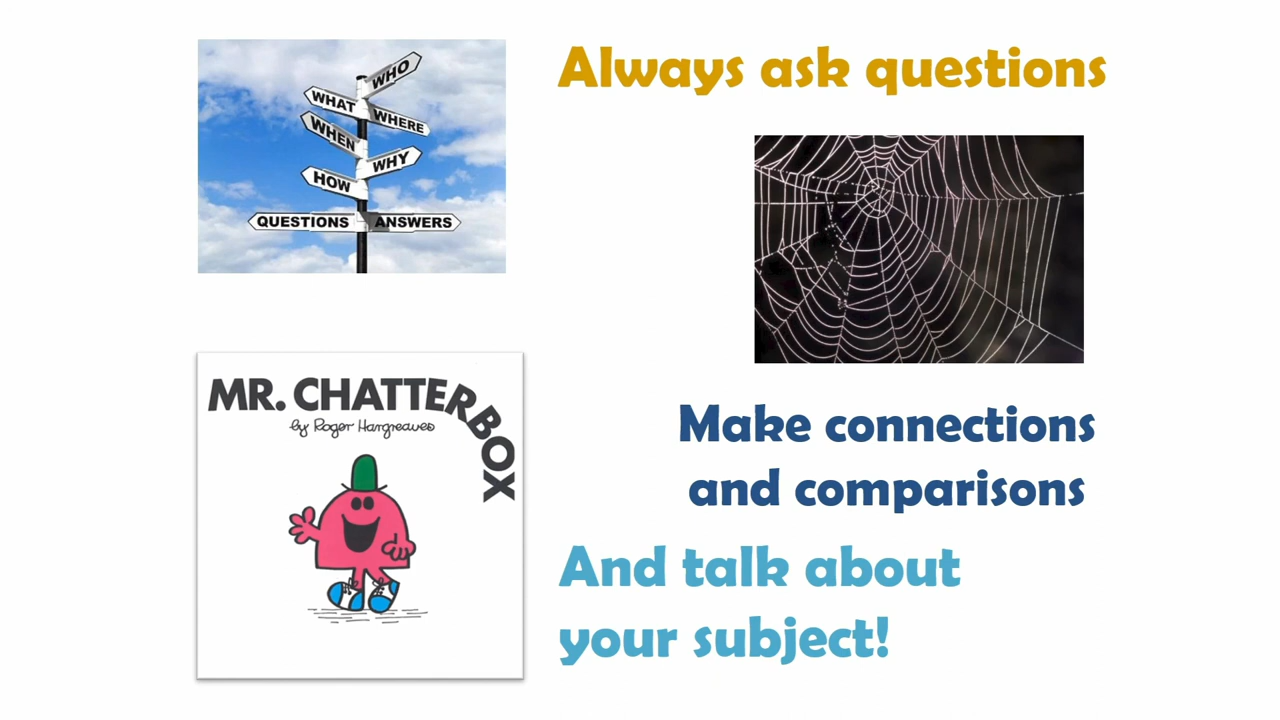 Always ask questions
WHO
WHAT
WHERE
WHEN
WHY
HOW
QUESTIONS ANSWERS
MR. CHATTERBOX
by Roger Hargreaves
Make connections
and comparisons
And talk about
your subject!